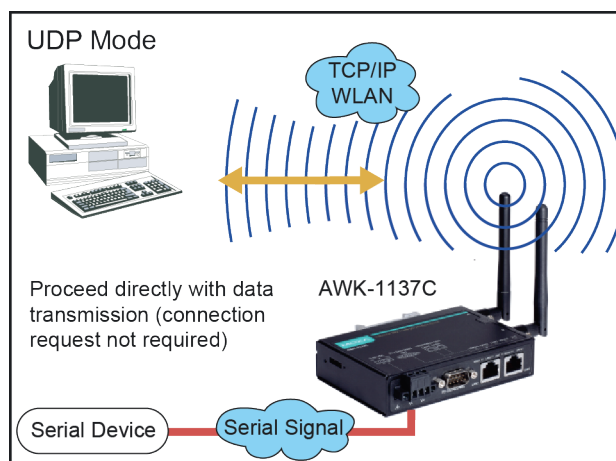 UDP Mode
TCP/IP
WLAN
Proceed directly with data
transmission (connection
request not required)
AWK-1137C
Serial Device
Serial Signal